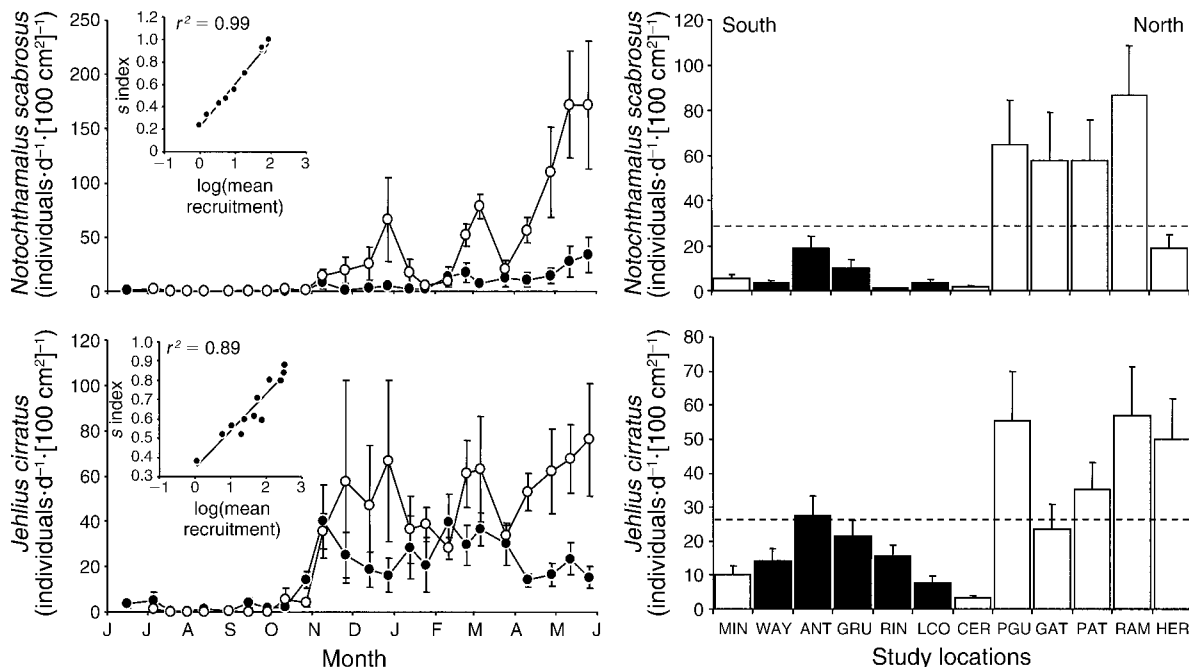 Notochthamalus scabrosus
(individuals·d⁻¹·[100 cm²]⁻¹)
250
200
150
100
50
0
1.2
1.0
0.8
0.6
0.4
0.2
0
s index
r² = 0.99
−1 0 1 2 3
log(mean
recruitment)
J J A S O N D J F M A M J
120
100
80
60
40
20
0
South
North
Jehlius cirratus
(individuals·d⁻¹·[100 cm²]⁻¹)
120
100
80
60
40
20
0
1.0
0.9
0.8
0.7
0.6
0.5
0.4
0.3
s index
r² = 0.89
−1 0 1 2 3
log(mean
recruitment)
J J A S O N D J F M A M J
Month
Notochthamalus scabrosus
(individuals·d⁻¹·[100 cm²]⁻¹)
Jehlius cirratus
(individuals·d⁻¹·[100 cm²]⁻¹)
80
70
60
50
40
30
20
10
0
MIN WAY ANT GRU RIN LCO CER PGU GAT PAT RAM HER
Study locations